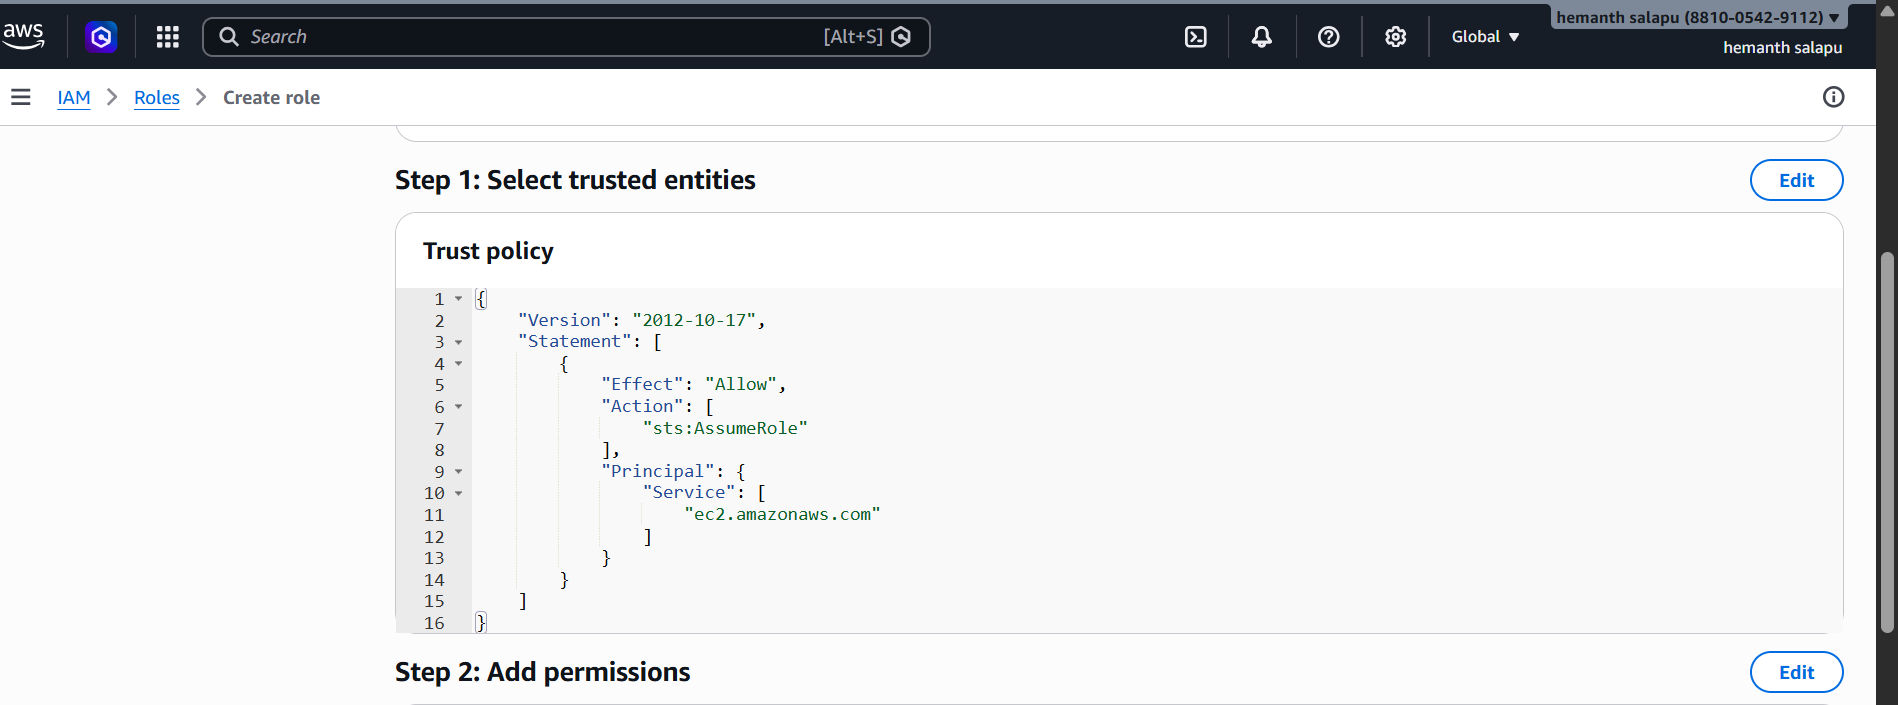 aws
Search [Alt+S]
Global
hemanth salapu (8810-0542-9112)
hemanth salapu
IAM
Roles
Create role
Step 1: Select trusted entities
Edit
Trust policy
1 {
2 "Version": "2012-10-17",
3 "Statement": [
4 {
5 "Effect": "Allow",
6 "Action": [
7 "sts:AssumeRole"
8 ],
9 "Principal": {
10 "Service": [
11 "ec2.amazonaws.com"
12 ]
13 }
14 }
15 ]
16 }
Step 2: Add permissions
Edit